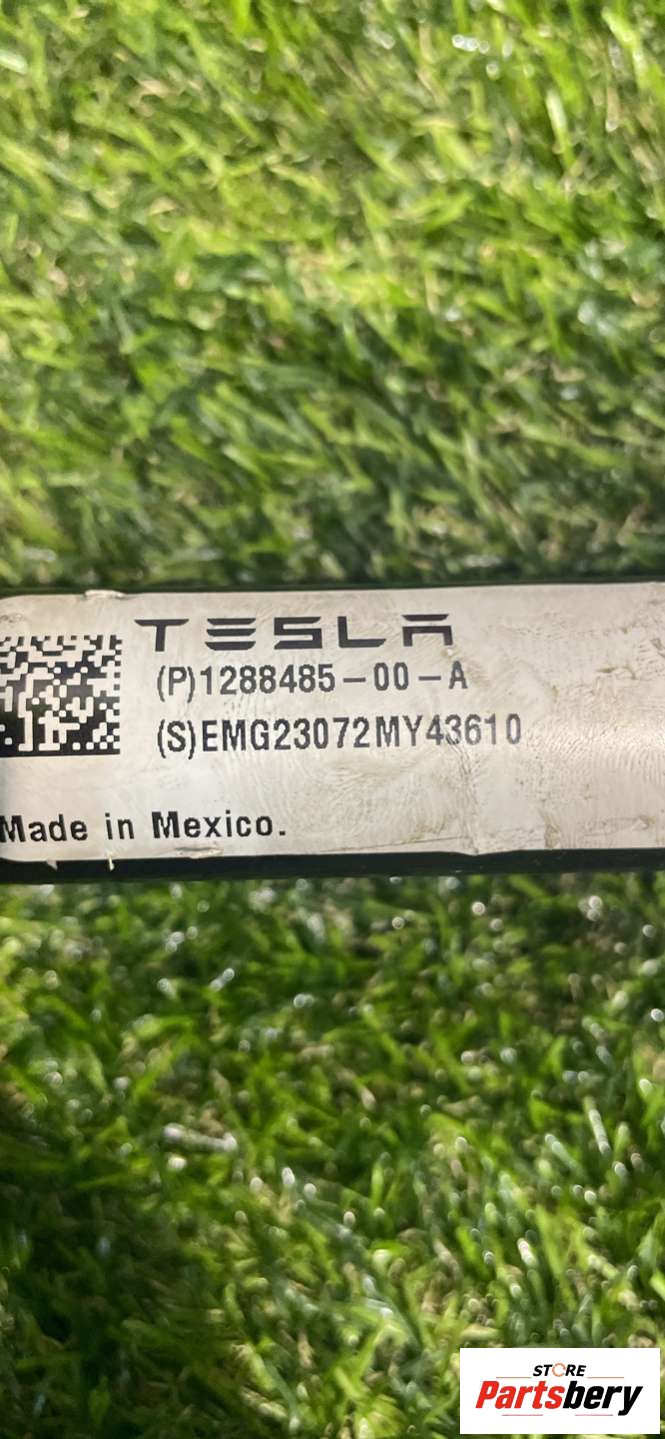 TESLA
(P)1288485-00-A
(S)EMG23072MY43610
Made in Mexico.
STORE
Partsbery